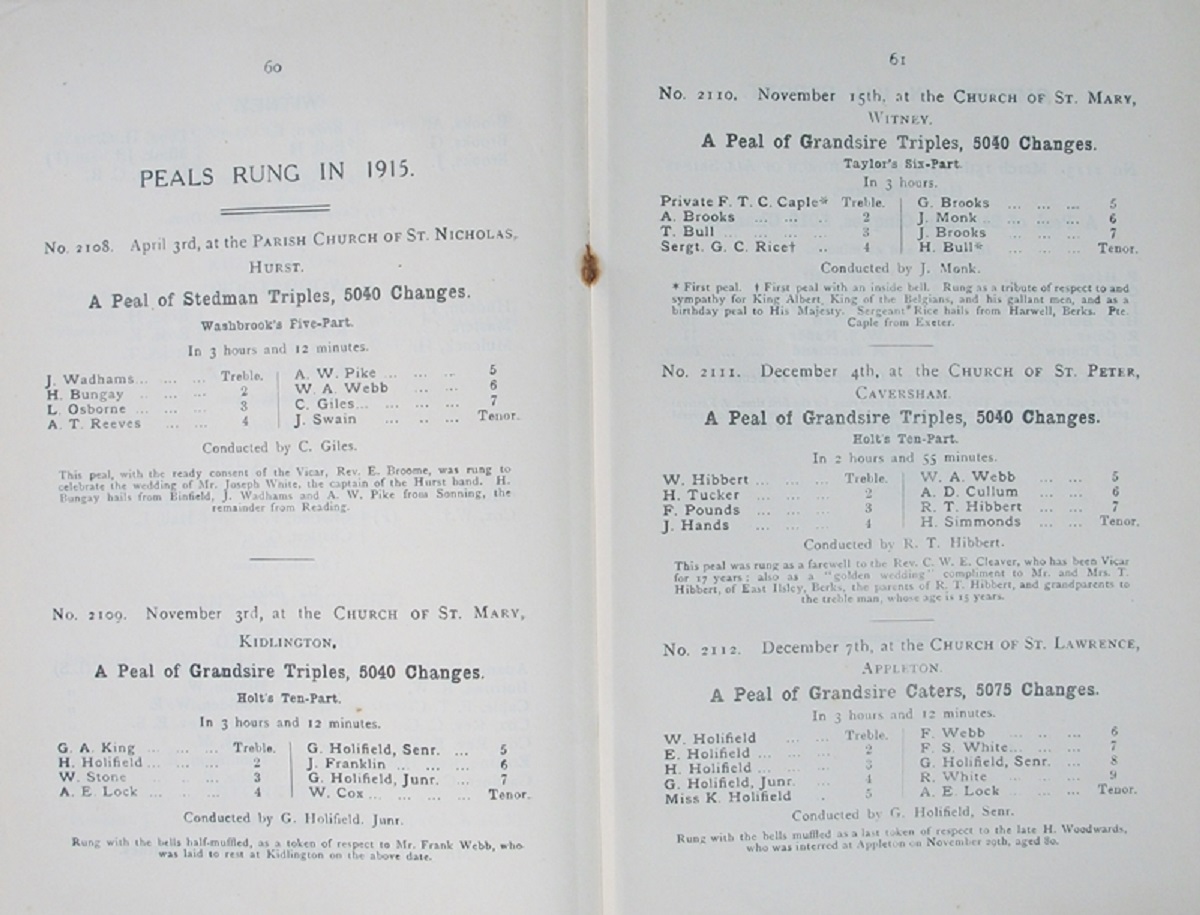 60
PEALS RUNG IN 1915.
No. 2108. April 3rd, at the PARISH CHURCH OF ST. NICHOLAS,
HURST.
A Peal of Stedman Triples, 5040 Changes.
Washbrook's Five-Part.
In 3 hours and 12 minutes.
J. Wadhams... ... ... Treble. A. W. Pike ... ... ... 5
H. Bungay ... ... 2 W. A. Webb ... ... 6
L. Osborne ... ... ... 3 C. Giles... ... ... ... 7
A. T. Reeves ... ... 4 J. Swain ... ... ... Tenor.
Conducted by C. Giles.
This peal, with the ready consent of the Vicar, Rev. E. Broome, was rung to
celebrate the wedding of Mr. Joseph White, the captain of the Hurst band. H.
Bungay hails from Binfield, J. Wadhams and A. W. Pike from Sonning, the
remainder from Reading.
No. 2109. November 3rd, at the CHURCH OF ST. MARY,
KIDLINGTON,
A Peal of Grandsire Triples, 5040 Changes.
Holt's Ten-Part.
In 3 hours and 12 minutes.
G. A. King ... ... ... Treble. G. Holifield, Senr. ... 5
H. Holifield ... ... ... 2 J. Franklin ... ... ... 6
W. Stone ... ... 3 G. Holifield, Junr. ... 7
A. E. Lock ... ... ... 4 W. Cox ... ... ... ... Tenor.
Conducted by G. Holifield. Junr.
Rung with the bells half-muffled, as a token of respect to Mr. Frank Webb, who
was laid to rest at Kidlington on the above date.
61
No. 2110. November 15th, at the CHURCH OF ST. MARY,
WITNEY.
A Peal of Grandsire Triples, 5040 Changes.
Taylor's Six-Part.
In 3 hours.
Private F. T. C. Caple* Treble. G. Brooks ... ... ... 5
A. Brooks ... ... ... 2 J. Monk ... ... ... ... 6
T. Bull ... ... ... ... 3 J. Brooks ... ... ... 7
Sergt. G. C. Rice† .. 4 H. Bull* ... ... ... Tenor.
Conducted by J. Monk.
* First peal. † First peal with an inside bell. Rung as a tribute of respect to and
sympathy for King Albert, King of the Belgians, and his gallant men, and as a
birthday peal to His Majesty. Sergeant Rice hails from Harwell, Berks. Pte.
Caple from Exeter.
No. 2111. December 4th, at the CHURCH OF ST. PETER,
CAVERSHAM.
A Peal of Grandsire Triples, 5040 Changes.
Holt's Ten-Part.
In 2 hours and 55 minutes.
W. Hibbert ... ... ... Treble. W. A. Webb ... ... 5
H. Tucker ... ... ... 2 A. D. Cullum ... ... 6
F. Pounds ... ... ... 3 R. T. Hibbert ... ... 7
J. Hands ... ... ... 4 H. Simmonds ... ... Tenor.
Conducted by R. T. Hibbert.
This peal was rung as a farewell to the Rev. C. W. E. Cleaver, who has been Vicar
for 17 years; also as a "golden wedding" compliment to Mr. and Mrs. T.
Hibbert, of East Ilsley, Berks, the parents of R. T. Hibbert, and grandparents to
the treble man, whose age is 15 years.
No. 2112. December 7th, at the CHURCH OF ST. LAWRENCE,
APPLETON.
A Peal of Grandsire Caters, 5075 Changes.
In 3 hours and 12 minutes.
W. Holifield ... ... Treble. F. Webb ... ... ... 6
E. Holifield ... ... ... 2 F. S. White... ... ... 7
H. Holifield ... ... 3 G. Holifield, Senr. ... 8
G. Holifield, Junr. ... 4 R. White ... ... ... 9
Miss K. Holifield . 5 A. E. Lock ... ... ... Tenor.
Conducted by G. Holifield, Senr.
Rung with the bells muffled as a last token of respect to the late H. Woodwards,
who was interred at Appleton on November 29th, aged 80.